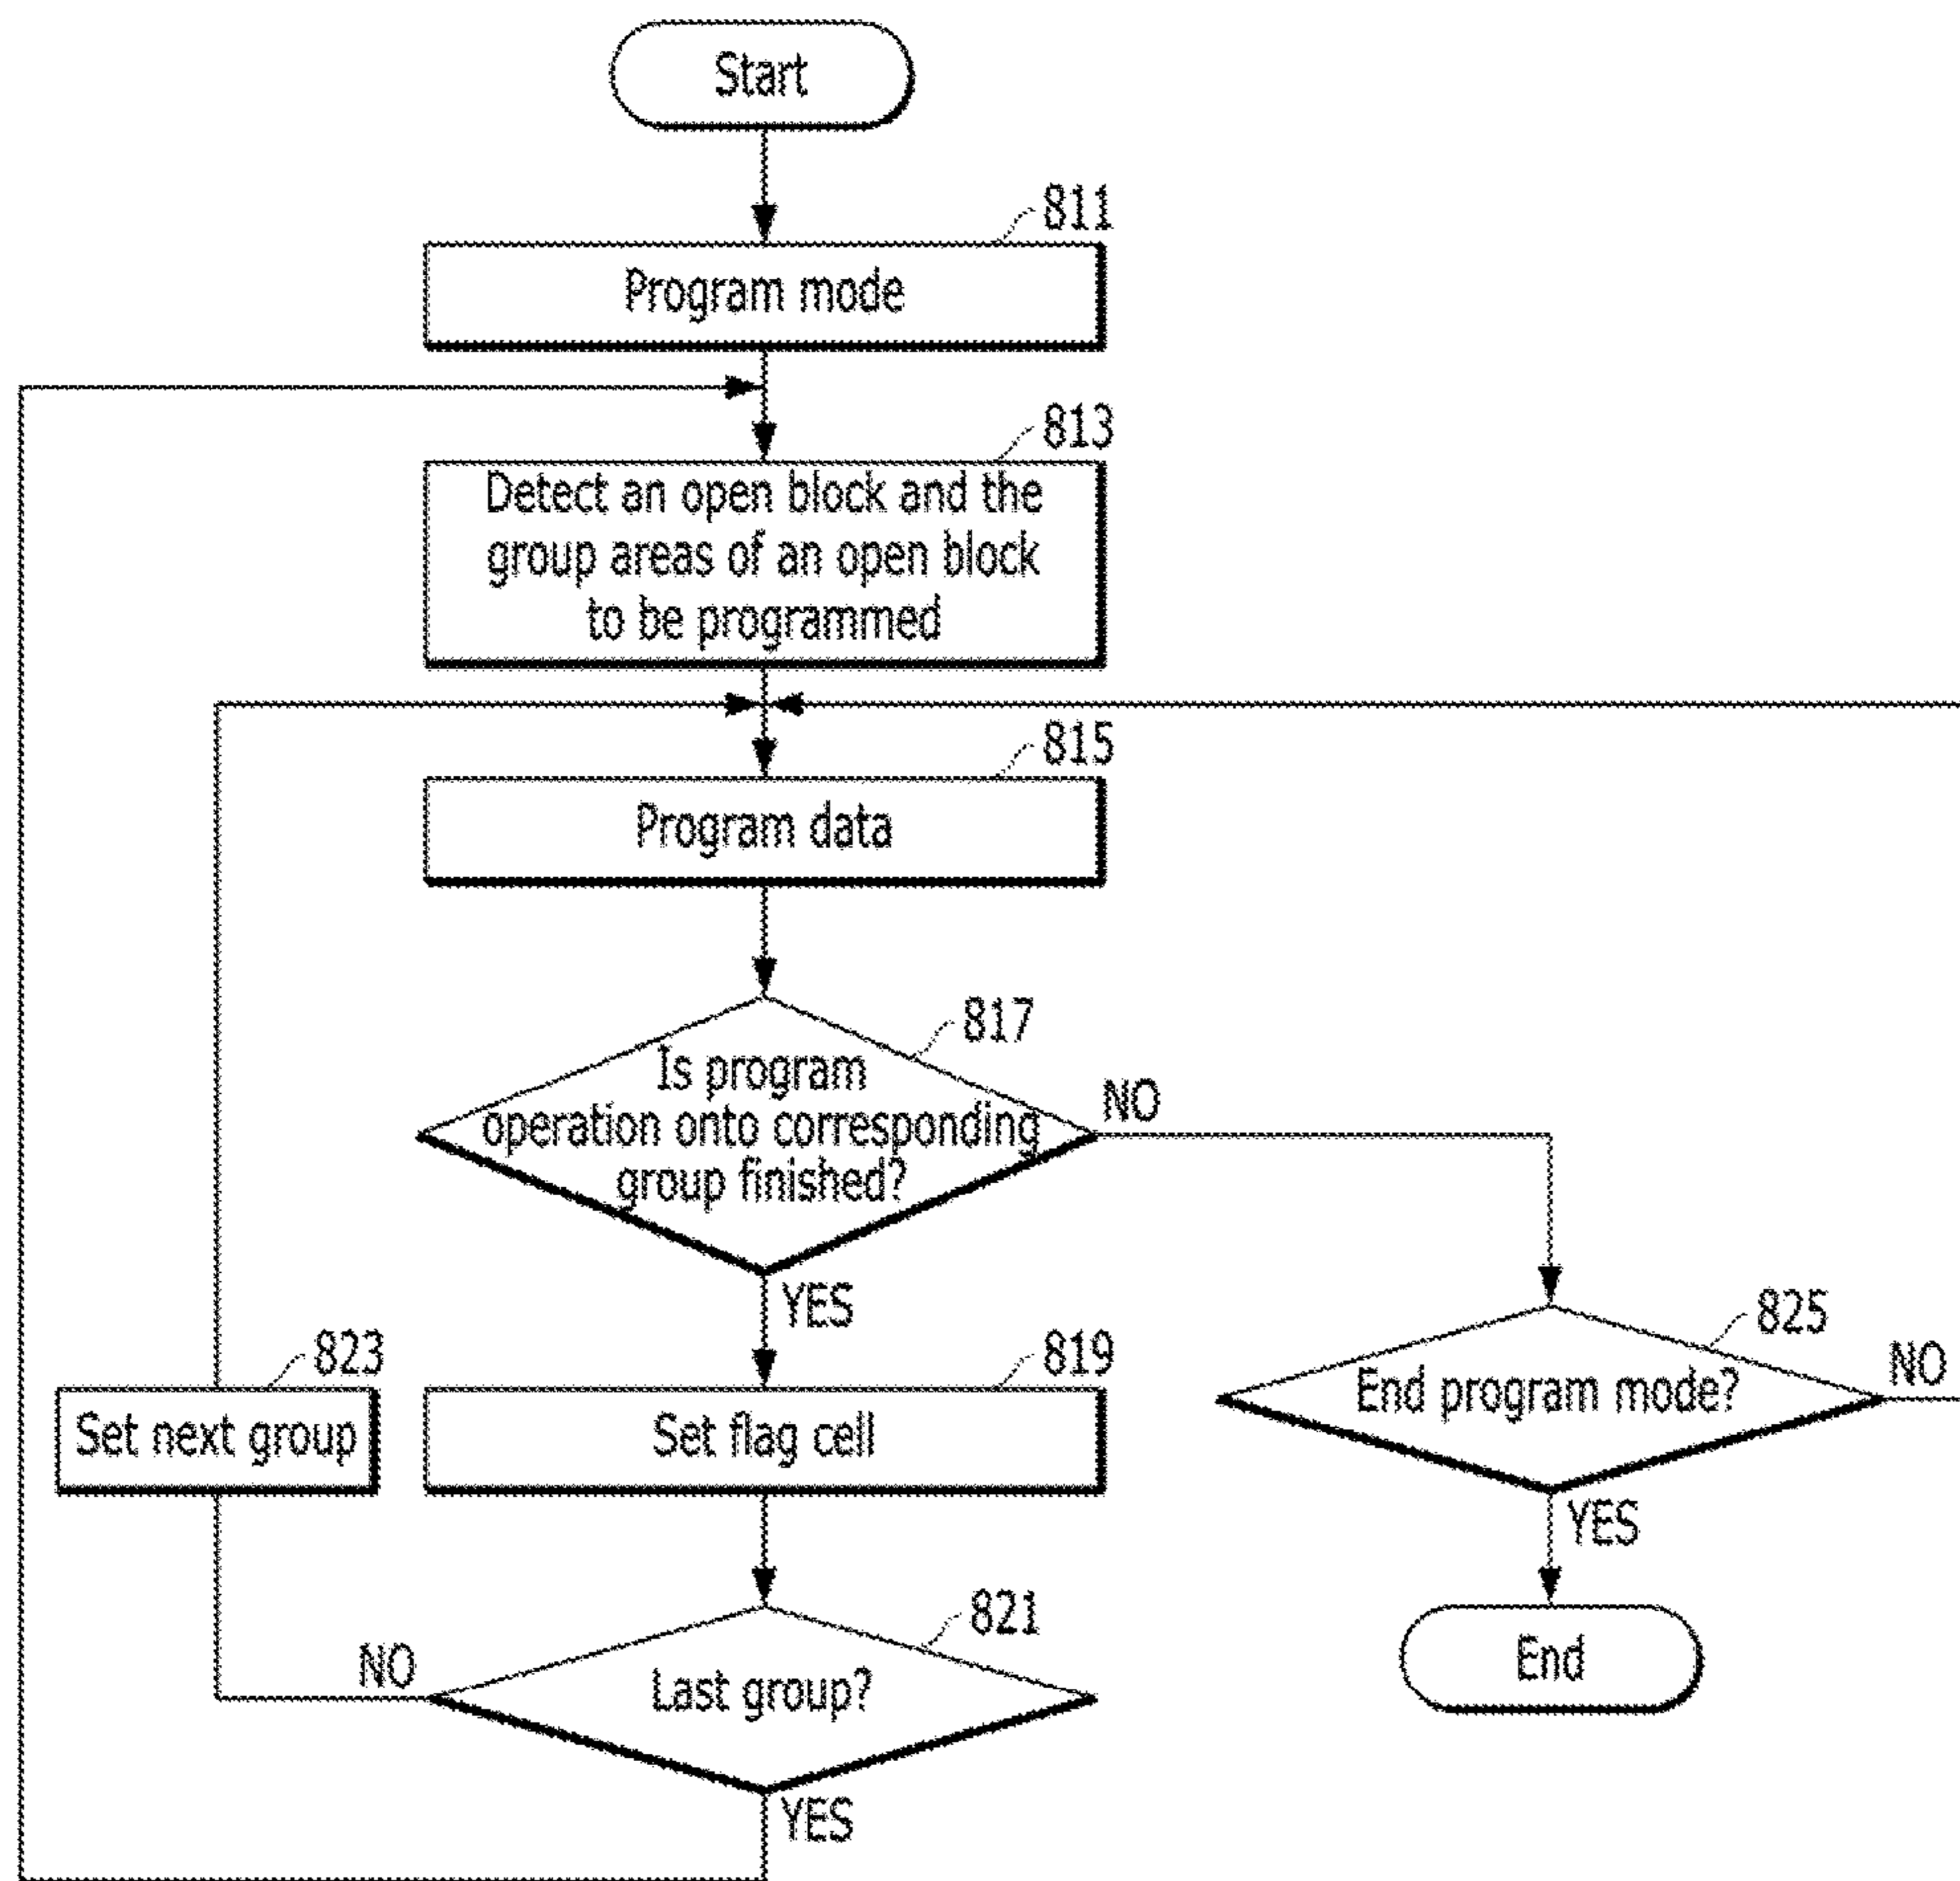 Start
811
Program mode
813
Detect an open block and the
group areas of an open block
to be programmed
815
Program data
817
Is program
operation onto corresponding
group finished?
NO
YES
823
819
825
Set next group
Set flag cell
End program mode?
NO
YES
821
NO
Last group?
End
YES